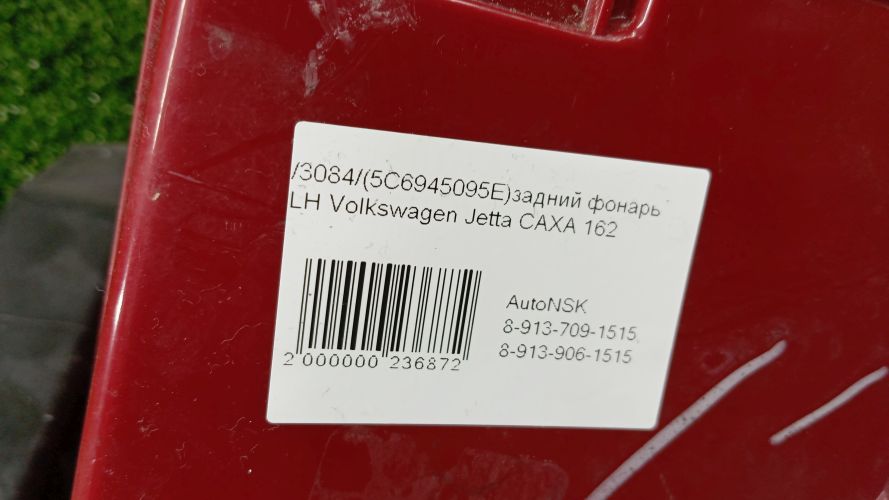 /3084/(5C6945095E)задний фонарь
LH Volkswagen Jetta CAXA 162
AutoNSK
8-913-709-1515,
8-913-906-1515
2 000000 236872